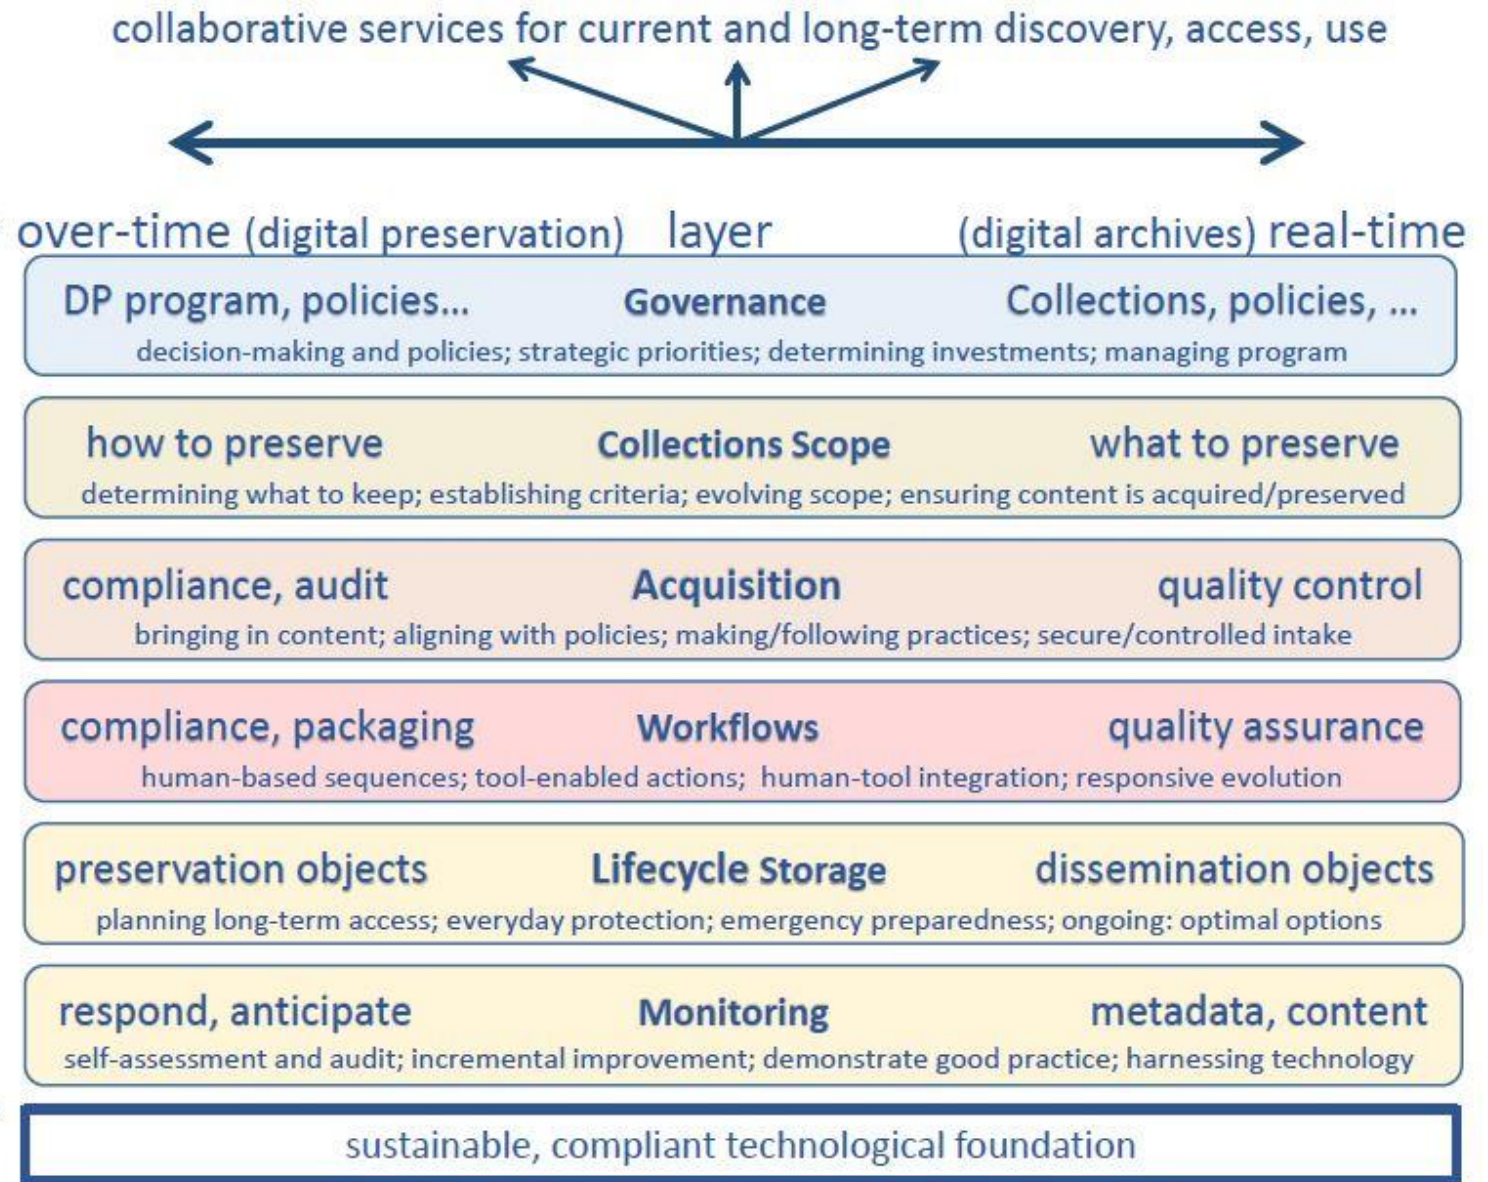 collaborative services for current and long-term discovery, access, use
over-time (digital preservation) layer (digital archives) real-time
DP program, policies... Governance Collections, policies, ...
decision-making and policies; strategic priorities; determining investments; managing program
how to preserve Collections Scope what to preserve
determining what to keep; establishing criteria; evolving scope; ensuring content is acquired/preserved
compliance, audit Acquisition quality control
bringing in content; aligning with policies; making/following practices; secure/controlled intake
compliance, packaging Workflows quality assurance
human-based sequences; tool-enabled actions; human-tool integration; responsive evolution
preservation objects Lifecycle Storage dissemination objects
planning long-term access; everyday protection; emergency preparedness; ongoing: optimal options
respond, anticipate Monitoring metadata, content
self-assessment and audit; incremental improvement; demonstrate good practice; harnessing technology
sustainable, compliant technological foundation